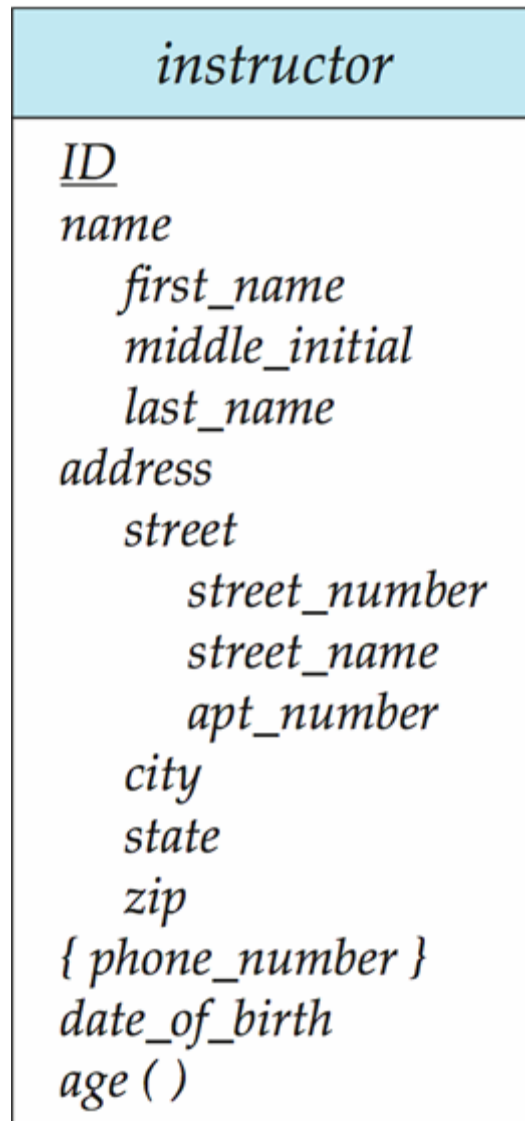 instructor
ID
name
first_name
middle_initial
last_name
address
street
street_number
street_name
apt_number
city
state
zip
{ phone_number }
date_of_birth
age ( )